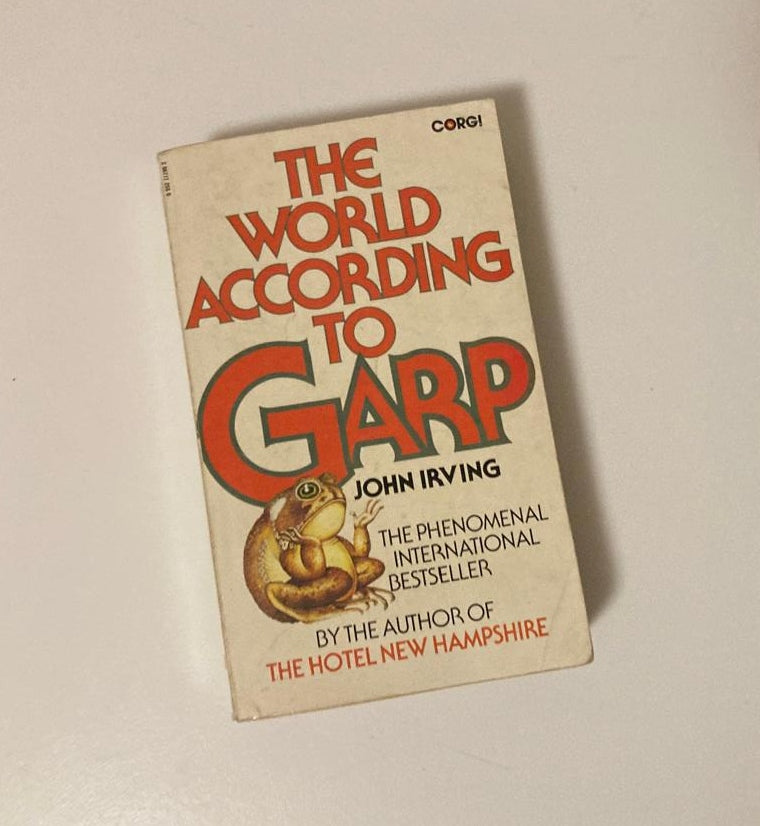 CORGI
THE
WORLD
ACCORDING
TO
GARP
JOHN IRVING
THE PHENOMENAL
INTERNATIONAL
BESTSELLER
BY THE AUTHOR OF
THE HOTEL NEW HAMPSHIRE